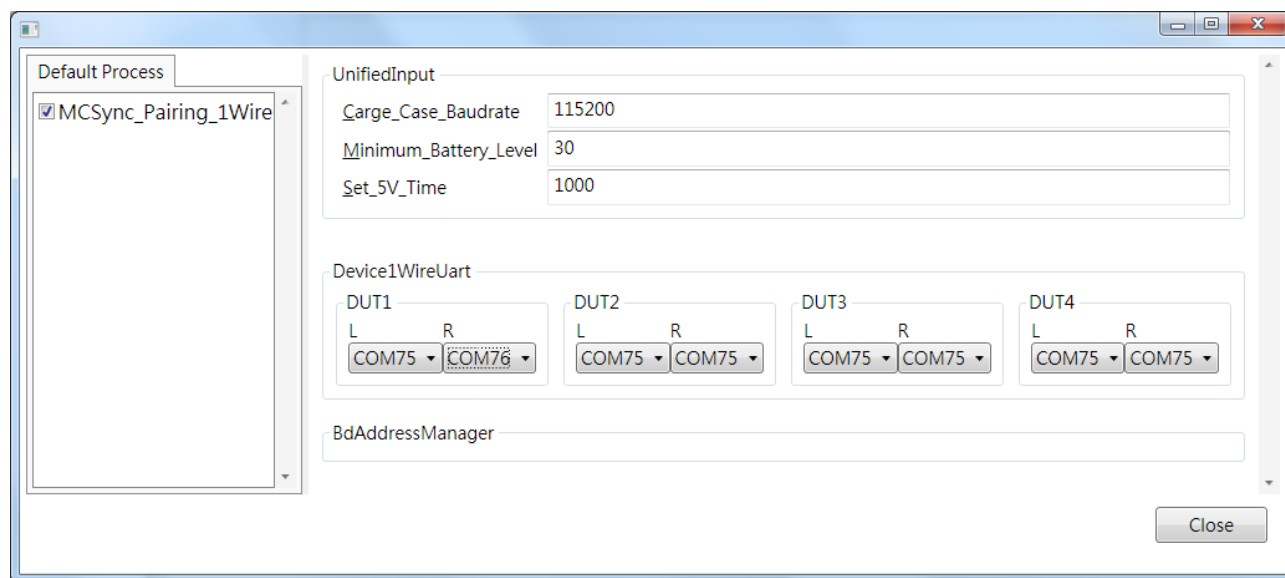 Default Process
MCSync_Pairing_1Wire
UnifiedInput
Carge_Case_Baudrate 115200
Minimum_Battery_Level 30
Set_5V_Time 1000
Device1WireUart
DUT1 DUT2 DUT3 DUT4
L R L R L R L R
COM75 COM76 COM75 COM75 COM75 COM75 COM75 COM75
BdAddressManager
Close